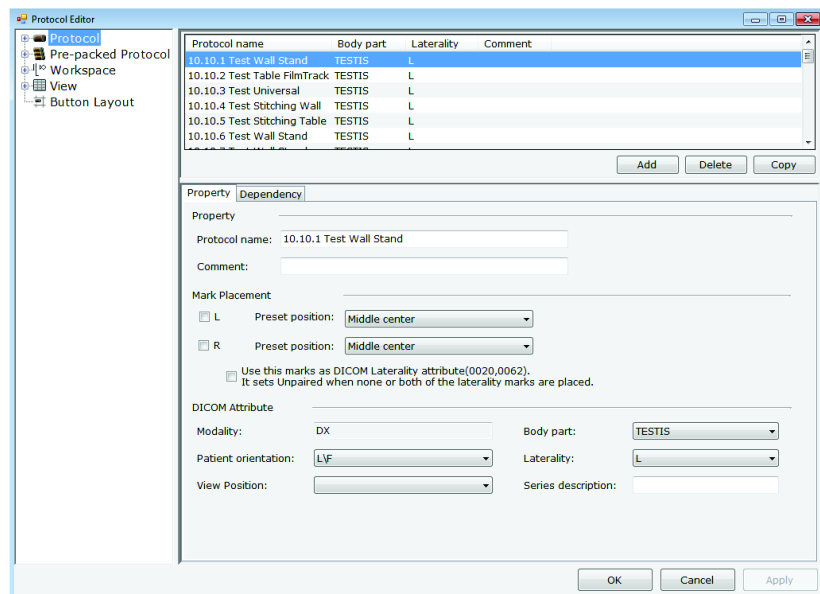 Protocol Editor
Protocol
Pre-packed Protocol
Workspace
View
Button Layout
Protocol name Body part Laterality Comment
10.10.1 Test Wall Stand TESTIS L
10.10.2 Test Table FilmTrack TESTIS L
10.10.3 Test Universal TESTIS L
10.10.4 Test Stitching Wall TESTIS L
10.10.5 Test Stitching Table TESTIS L
10.10.6 Test Wall Stand TESTIS L
Add Delete Copy
Property Dependency
Property
Protocol name: 10.10.1 Test Wall Stand
Comment:
Mark Placement
L Preset position: Middle center
R Preset position: Middle center
Use this marks as DICOM Laterality attribute(0020,0062).
It sets Unpaired when none or both of the laterality marks are placed.
DICOM Attribute
Modality: DX Body part: TESTIS
Patient orientation: L\F Laterality: L
View Position: Series description:
OK Cancel Apply